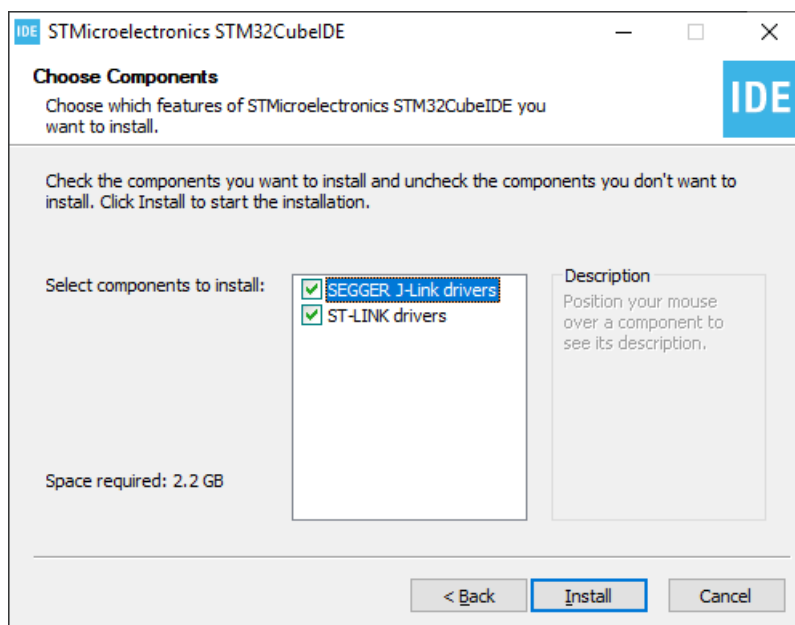 IDE STMicroelectronics STM32CubeIDE
Choose Components
Choose which features of STMicroelectronics STM32CubeIDE you
want to install.
IDE
Check the components you want to install and uncheck the components you don't want to
install. Click Install to start the installation.
Select components to install:
SEGGER J-Link drivers
ST-LINK drivers
Description
Position your mouse
over a component to
see its description.
Space required: 2.2 GB
< Back
Install
Cancel